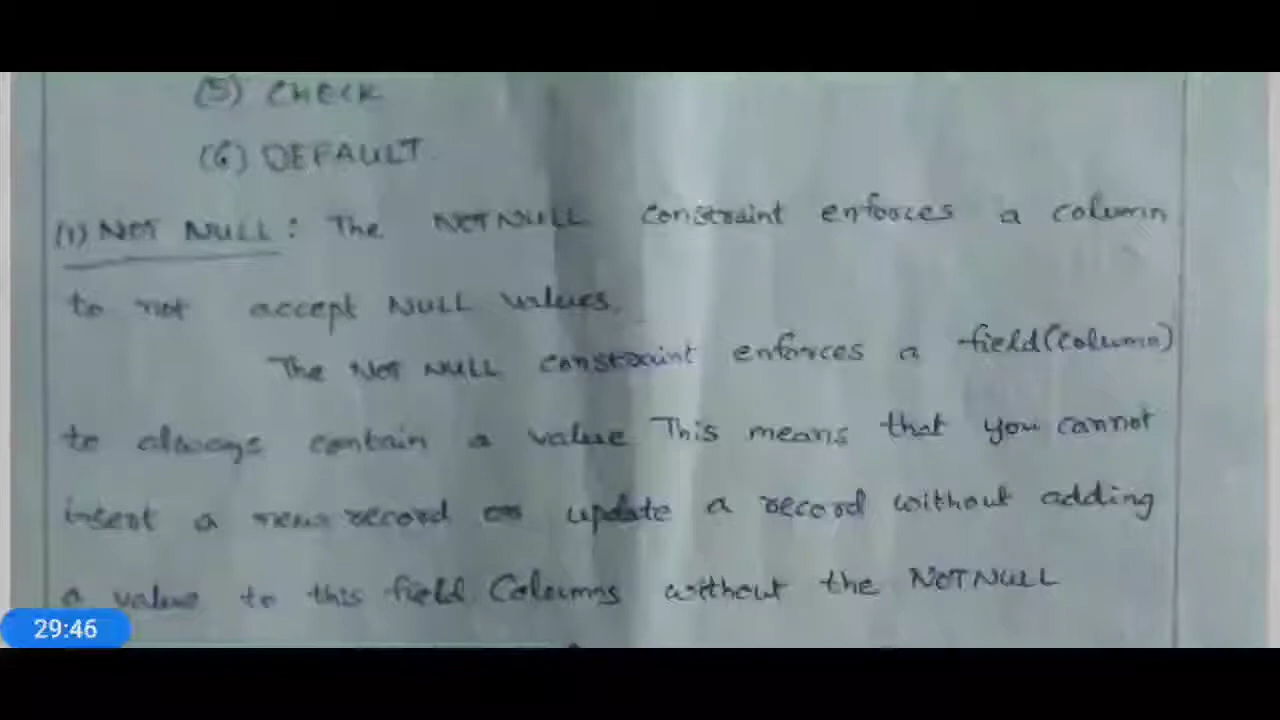 (5) CHECK
(6) DEFAULT
(1) NOT NULL : The NOT NULL constraint enforces a column
to not accept NULL values.
The NOT NULL constraint enforces a field (column)
to always contain a value This means that you cannot
insert a new record or update a record without adding
a value to this field Columns without the NOT NULL
29:46